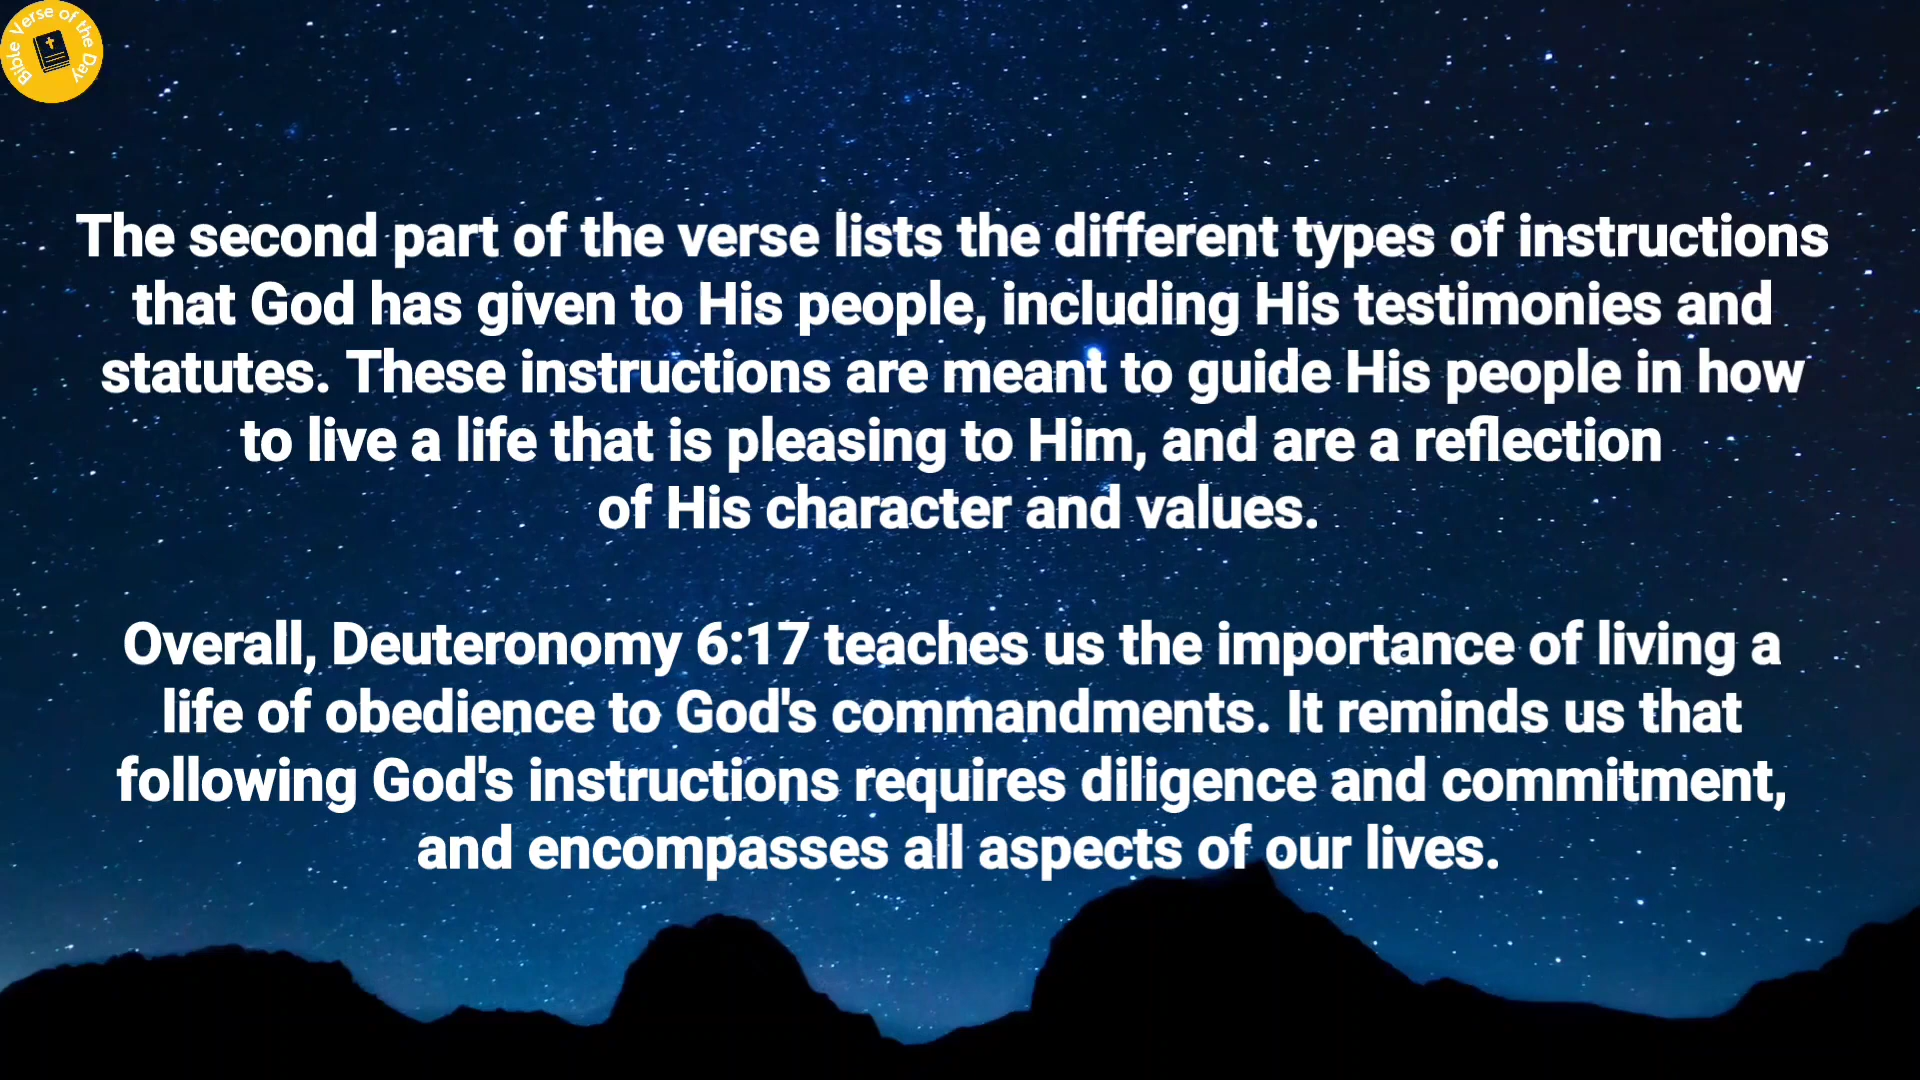 Bible Verse of the Day
The second part of the verse lists the different types of instructions
that God has given to His people, including His testimonies and
statutes. These instructions are meant to guide His people in how
to live a life that is pleasing to Him, and are a reflection
of His character and values.
Overall, Deuteronomy 6:17 teaches us the importance of living a
life of obedience to God's commandments. It reminds us that
following God's instructions requires diligence and commitment,
and encompasses all aspects of our lives.